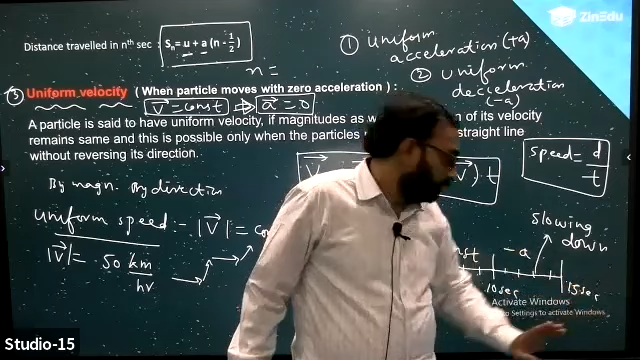 ZinEdu
Distance travelled in nth sec : Sn= u + a (n - 1/2)
n =
① Uniform
acceleration (+a)
② Uniform
decceleration
(-a)
③ Uniform velocity ( When particle moves with zero acceleration ) :
V⃗ = const ⇒ a⃗ = 0
A particle is said to have uniform velocity, if magnitudes as w of its velocity
remains same and this is possible only when the particles straight line
without reversing its direction.
By magn. By direction
V⃗ V⃗) t
speed = d/t
Uniform speed :- |V⃗| = co
|V⃗| = 50 km/hr
slowing
down
st -a
10sec 15sec
Activate Windows
to Settings to activate Windows.
Studio-15